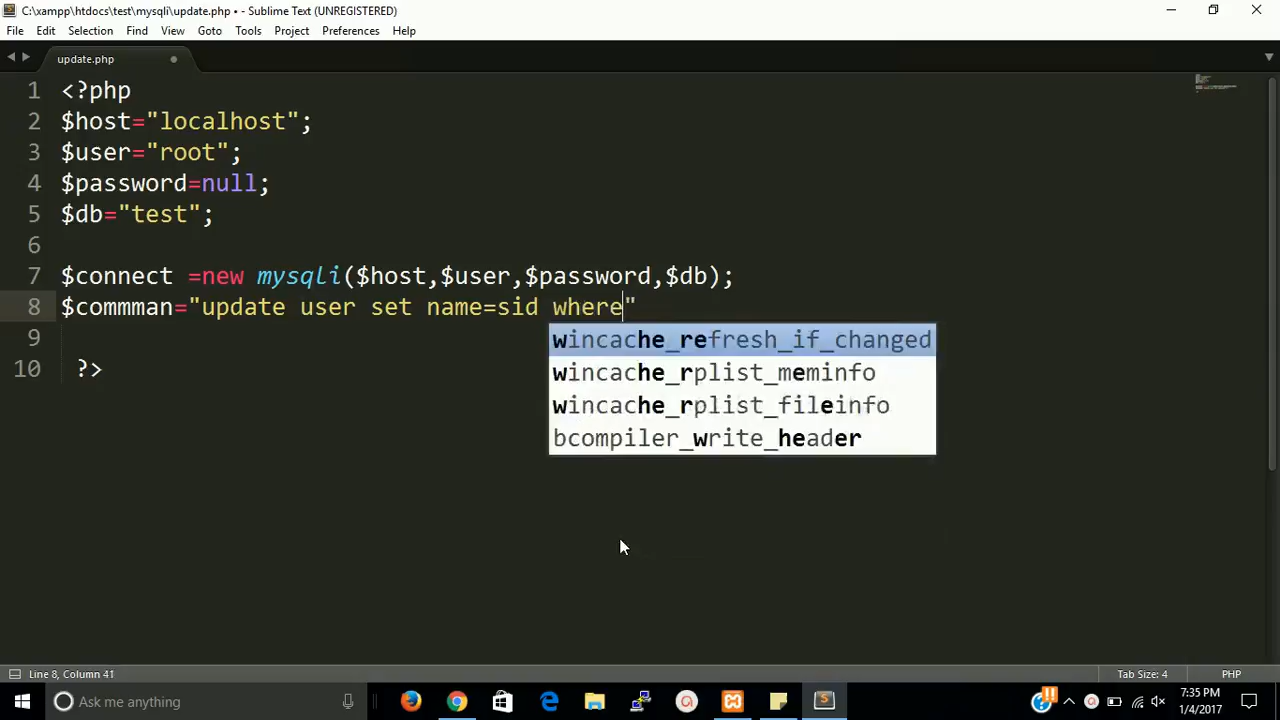 C:\xampp\htdocs\test\mysqli\update.php • - Sublime Text (UNREGISTERED)
File Edit Selection Find View Goto Tools Project Preferences Help
update.php
1 <?php
2 $host="localhost";
3 $user="root";
4 $password=null;
5 $db="test";
6
7 $connect =new mysqli($host,$user,$password,$db);
8 $commman="update user set name=sid where"
9
10 ?>
wincache_refresh_if_changed
wincache_rplist_meminfo
wincache_rplist_fileinfo
bcompiler_write_header
Line 8, Column 41 Tab Size: 4 PHP
Ask me anything
7:35 PM
1/4/2017